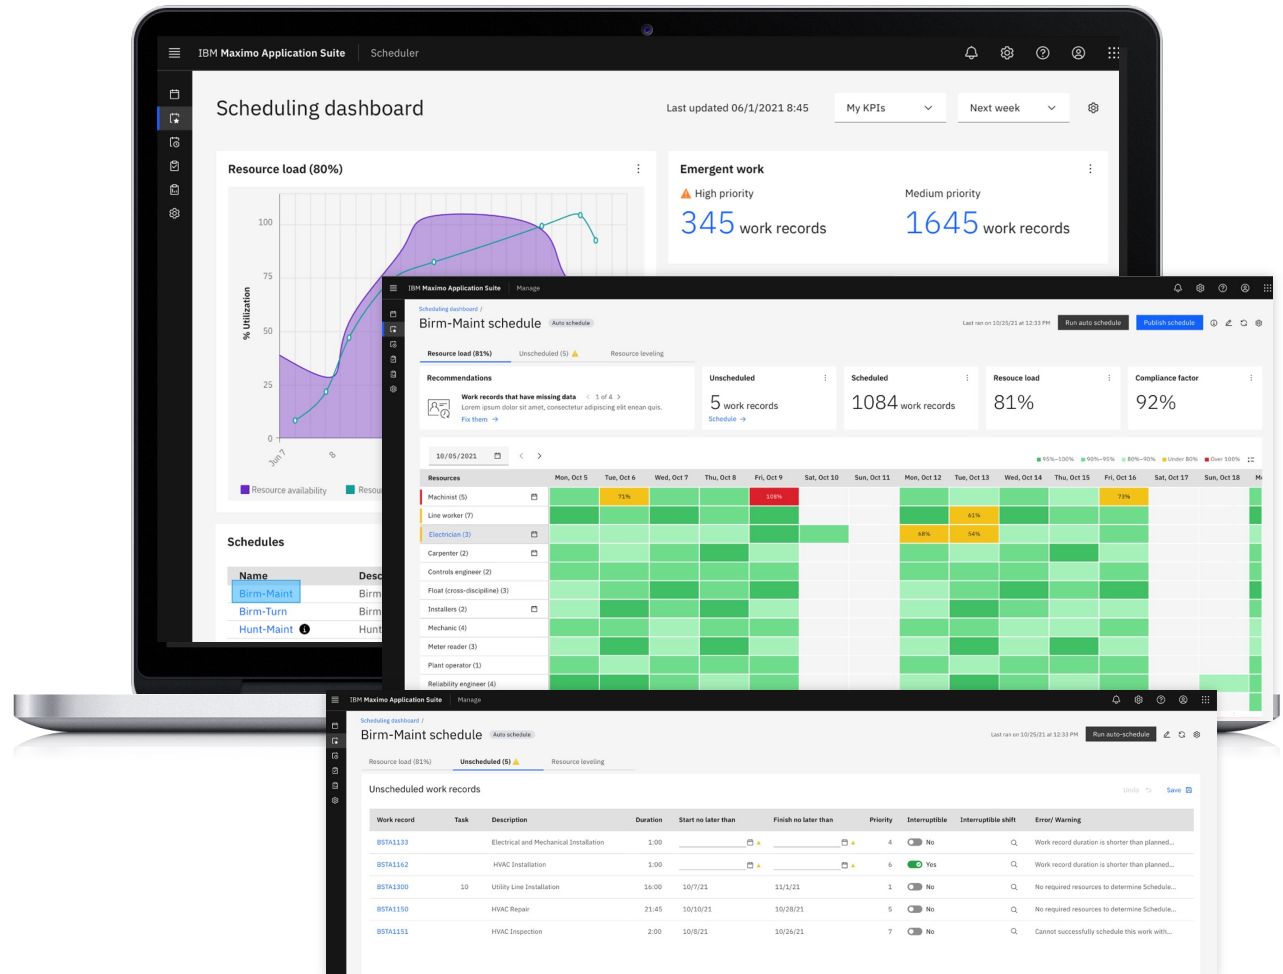 IBM Maximo Application Suite Scheduler
Scheduling dashboard
Last updated 06/1/2021 8:45
My KPIs
Next week
Resource load (80%)
% Utilization
100
75
50
25
0
Jun 7
8
Resource availability
Resou
Emergent work
High priority
345 work records
Medium priority
1645 work records
Schedules
Name Desc
Birm-Maint Birm
Birm-Turn Birm
Hunt-Maint Hunt
IBM Maximo Application Suite Manage
Scheduling dashboard /
Birm-Maint schedule Auto schedule
Last ran on 10/25/21 at 12:33 PM
Run auto schedule
Publish schedule
Resource load (81%) Unscheduled (5) Resource leveling
Recommendations
Work records that have missing data 1 of 4
Lorem ipsum dolor sit amet, consectetur adipiscing elit enean quis.
Fix them →
Unscheduled
5 work records
Schedule →
Scheduled
1084 work records
Resouce load
81%
Compliance factor
92%
10/05/2021
95%–100% 90%–95% 80%–90% Under 80% Over 100%
Resources Mon, Oct 5 Tue, Oct 6 Wed, Oct 7 Thu, Oct 8 Fri, Oct 9 Sat, Oct 10 Sun, Oct 11 Mon, Oct 12 Tue, Oct 13 Wed, Oct 14 Thu, Oct 15 Fri, Oct 16 Sat, Oct 17 Sun, Oct 18 M
Machinist (5) 71% 108% 73%
Line worker (7) 61%
Electrician (3) 68% 54%
Carpenter (2)
Controls engineer (2)
Float (cross-discipiline) (3)
Installers (2)
Mechanic (4)
Meter reader (3)
Plant operator (1)
Reliability engineer (4)
IBM Maximo Application Suite Manage
Scheduling dashboard /
Birm-Maint schedule Auto schedule
Last ran on 10/25/21 at 12:33 PM
Run auto-schedule
Resource load (81%) Unscheduled (5) Resource leveling
Unscheduled work records
Undo
Save
Work record Task Description Duration Start no later than Finish no later than Priority Interruptible Interruptible shift Error/ Warning
BSTA1133 Electrical and Mechanical Installation 1:00 4 No Work record duration is shorter than planned...
BSTA1162 HVAC Installation 1:00 6 Yes Work record duration is shorter than planned...
BSTA1300 10 Utility Line Installation 16:00 10/7/21 11/1/21 1 No No required resources to determine Schedule...
BSTA1150 HVAC Repair 21:45 10/10/21 10/28/21 5 No No required resources to determine Schedule...
BSTA1151 HVAC Inspection 2:00 10/8/21 10/26/21 7 No Cannot successfully schedule this work with...